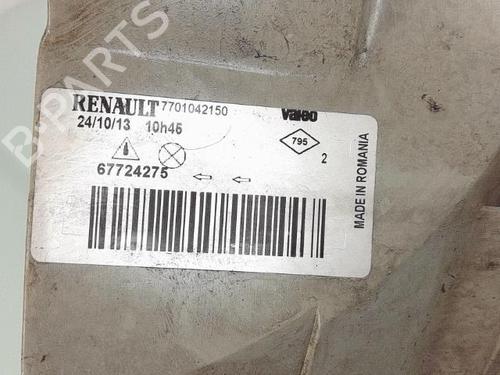 B-PARTS
RENAULT 7701042150
Valeo
24/10/13 10h45
795
2
67724275
MADE IN ROMANIA